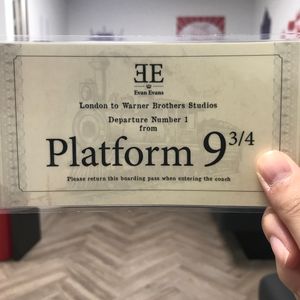 ƎE
Evan Evans
London to Warner Brothers Studios
Departure Number 1
from
Platform 9 3/4
Please return this boarding pass when entering the coach